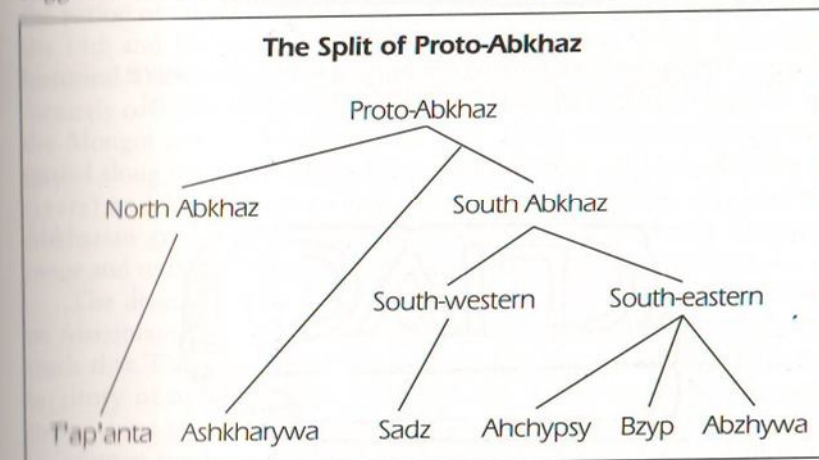 The Split of Proto-Abkhaz
Proto-Abkhaz
North Abkhaz South Abkhaz
South-western South-eastern
T'ap'anta Ashkharywa Sadz Ahchypsy Bzyp Abzhywa